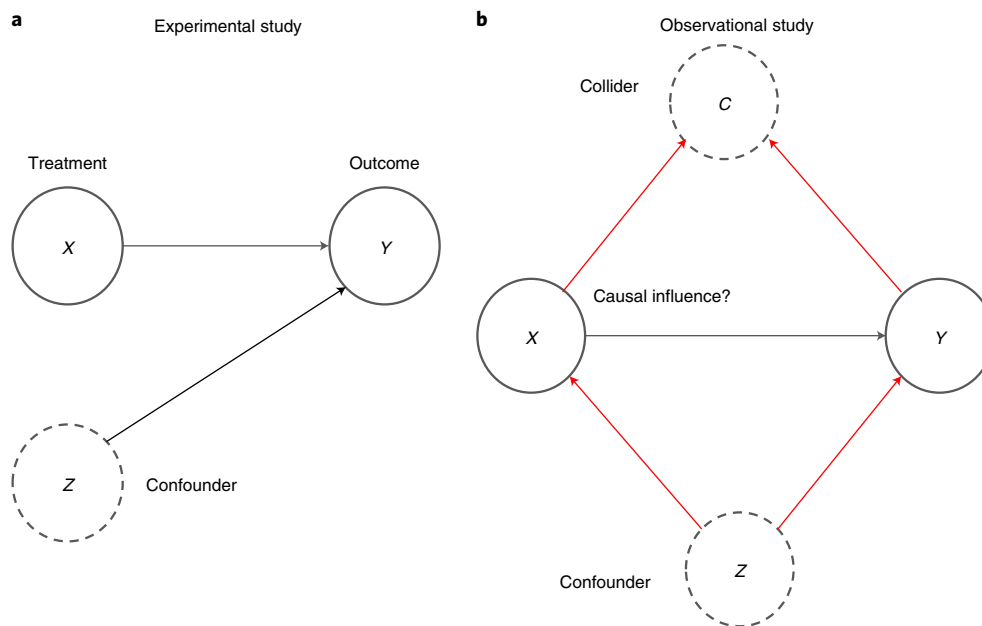 a
Experimental study
Treatment
Outcome
X
Y
Z
Confounder
b
Observational study
Collider
C
Causal influence?
X
Y
Confounder
Z